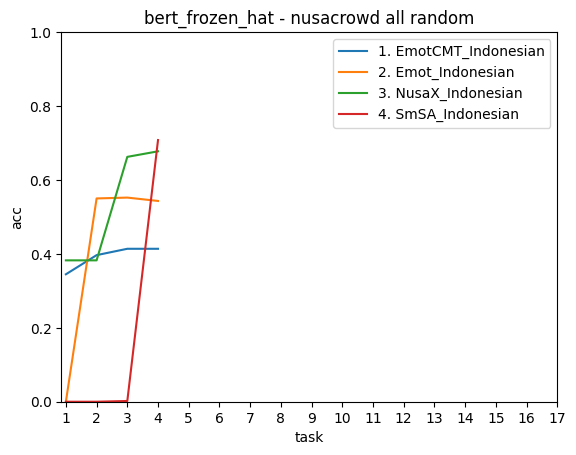 bert_frozen_hat - nusacrowd all random
1. EmotCMT_Indonesian
2. Emot_Indonesian
3. NusaX_Indonesian
4. SmSA_Indonesian
1.0
0.8
0.6
0.4
0.2
0.0
acc
1 2 3 4 5 6 7 8 9 10 11 12 13 14 15 16 17
task